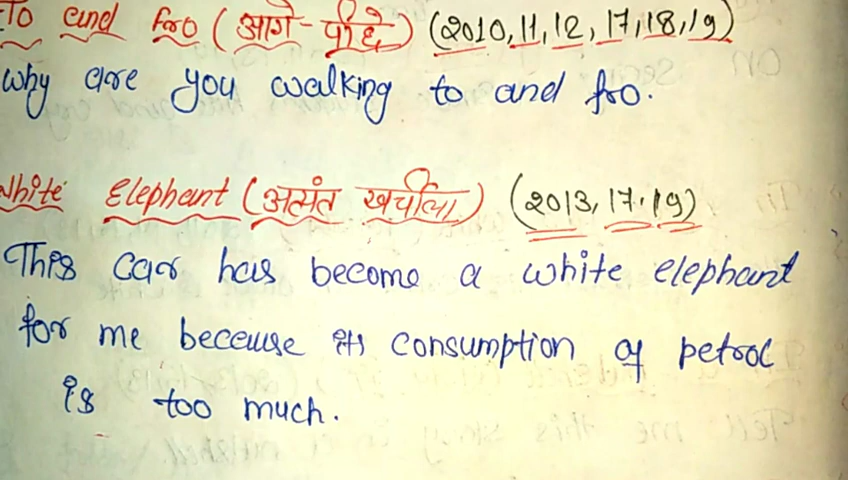 To and fro (आगे-पीछे) (2010, 11, 12, 17, 18, 19)
Why are you walking to and fro.
White Elephant (अत्यंत खर्चीला) (2013, 17, 19)
This car has become a white elephant
for me because its consumption of petrol
is too much.